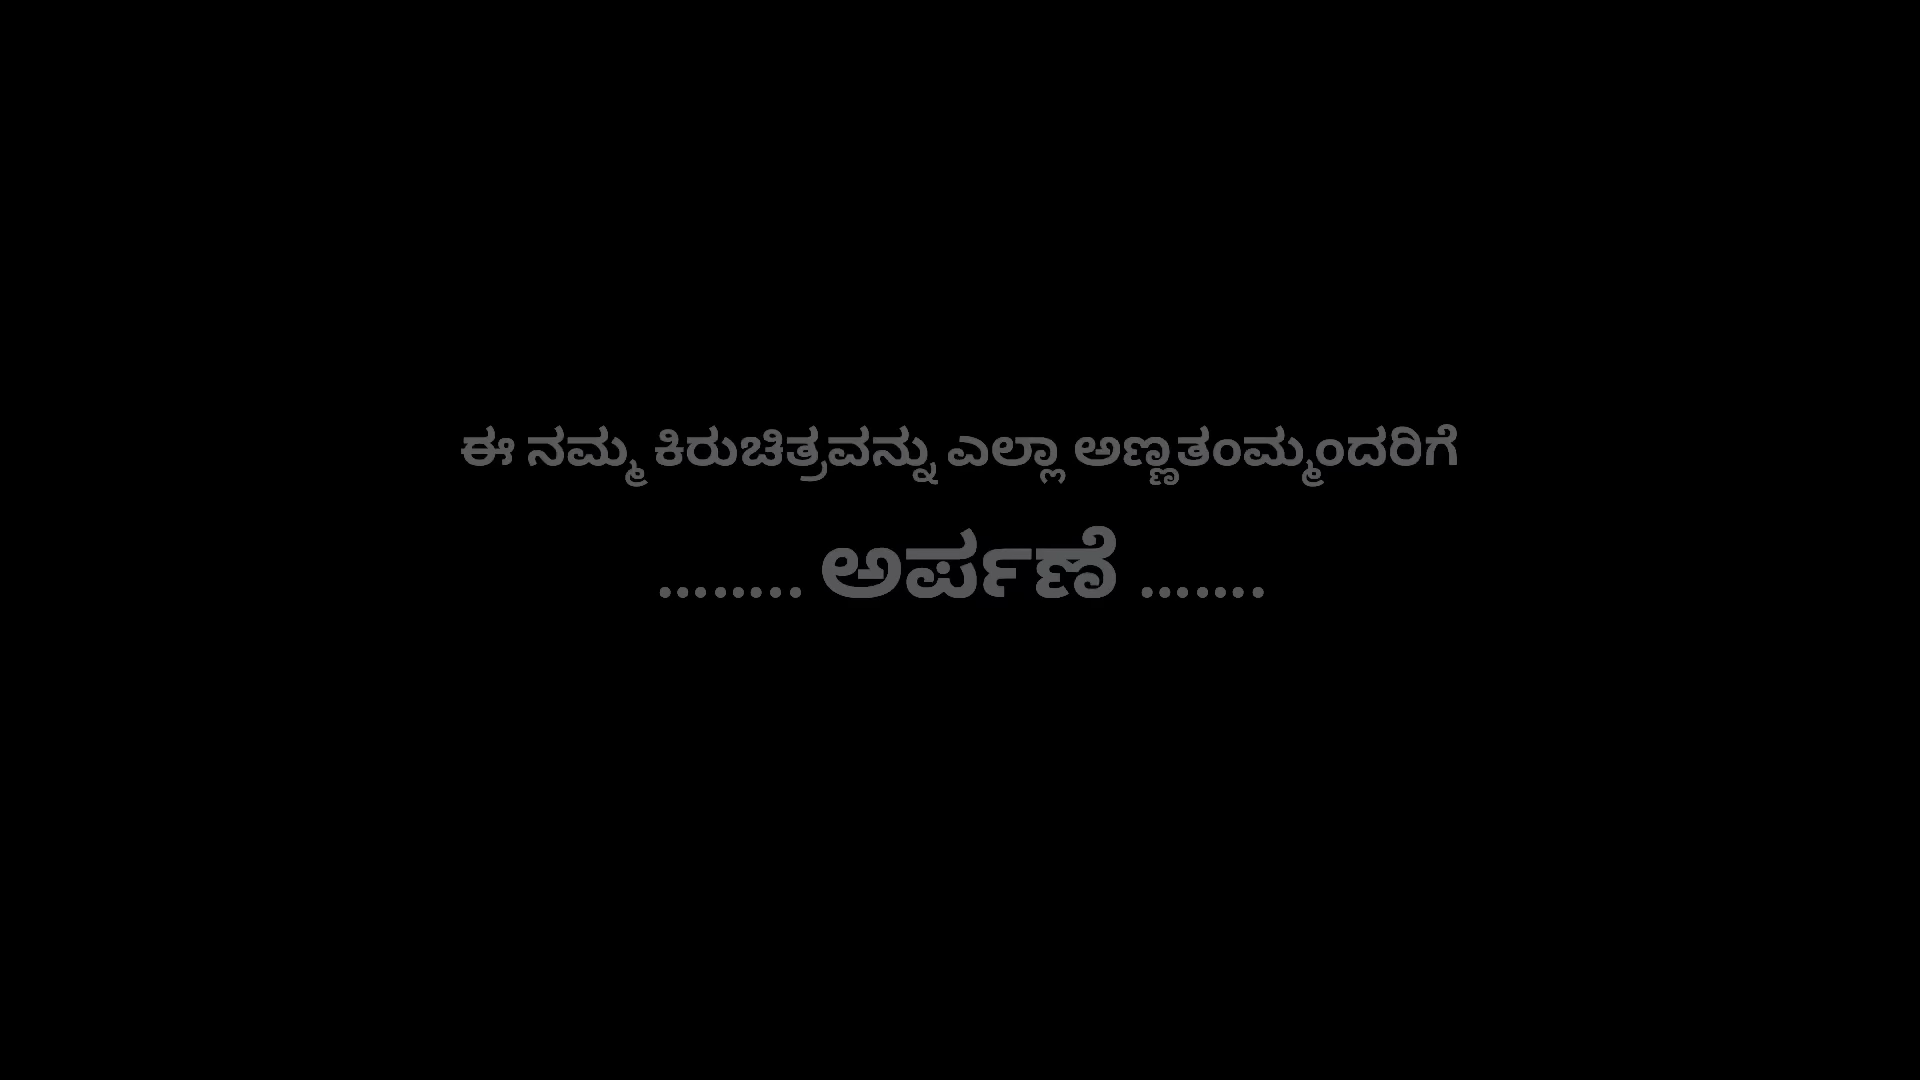 ಈ ನಮ್ಮ ಕಿರುಚಿತ್ರವನ್ನು ಎಲ್ಲಾ ಅಣ್ಣತಂಮ್ಮಂದರಿಗೆ
........ ಅರ್ಪಣೆ .......